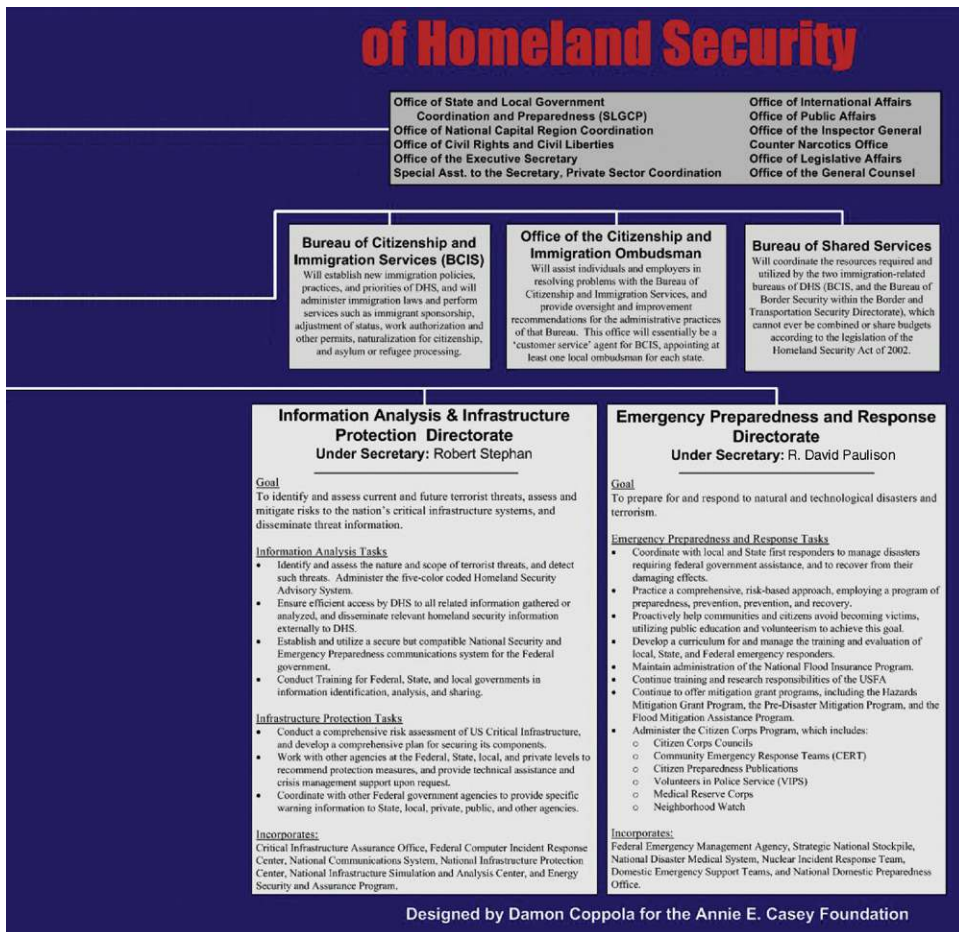 of Homeland Security
Office of State and Local Government
Coordination and Preparedness (SLGCP)
Office of National Capital Region Coordination
Office of Civil Rights and Civil Liberties
Office of the Executive Secretary
Special Asst. to the Secretary, Private Sector Coordination
Office of International Affairs
Office of Public Affairs
Office of the Inspector General
Counter Narcotics Office
Office of Legislative Affairs
Office of the General Counsel
Bureau of Citizenship and
Immigration Services (BCIS)
Will establish new immigration policies,
practices, and priorities of DHS, and will
administer immigration laws and perform
services such as immigrant sponsorship,
adjustment of status, work authorization and
other permits, naturalization for citizenship,
and asylum or refugee processing.
Office of the Citizenship and
Immigration Ombudsman
Will assist individuals and employers in
resolving problems with the Bureau of
Citizenship and Immigration Services, and
provide oversight and improvement
recommendations for the administrative practices
of that Bureau. This office will essentially be a
'customer service' agent for BCIS, appointing at
least one local ombudsman for each state.
Bureau of Shared Services
Will coordinate the resources required and
utilized by the two immigration-related
bureaus of DHS (BCIS, and the Bureau of
Border Security within the Border and
Transportation Security Directorate), which
cannot ever be combined or share budgets
according to the legislation of the
Homeland Security Act of 2002.
Information Analysis & Infrastructure
Protection Directorate
Under Secretary: Robert Stephan
Goal
To identify and assess current and future terrorist threats, assess and
mitigate risks to the nation's critical infrastructure systems, and
disseminate threat information.
Information Analysis Tasks
• Identify and assess the nature and scope of terrorist threats, and detect
such threats. Administer the five-color coded Homeland Security
Advisory System.
• Ensure efficient access by DHS to all related information gathered or
analyzed, and disseminate relevant homeland security information
externally to DHS.
• Establish and utilize a secure but compatible National Security and
Emergency Preparedness communications system for the Federal
government.
• Conduct Training for Federal, State, and local governments in
information identification, analysis, and sharing.
Infrastructure Protection Tasks
• Conduct a comprehensive risk assessment of US Critical Infrastructure,
and develop a comprehensive plan for securing its components.
• Work with other agencies at the Federal, State, local, and private levels to
recommend protection measures, and provide technical assistance and
crisis management support upon request.
• Coordinate with other Federal government agencies to provide specific
warning information to State, local, private, public, and other agencies.
Incorporates:
Critical Infrastructure Assurance Office, Federal Computer Incident Response
Center, National Communications System, National Infrastructure Protection
Center, National Infrastructure Simulation and Analysis Center, and Energy
Security and Assurance Program.
Emergency Preparedness and Response
Directorate
Under Secretary: R. David Paulison
Goal
To prepare for and respond to natural and technological disasters and
terrorism.
Emergency Preparedness and Response Tasks
• Coordinate with local and State first responders to manage disasters
requiring federal government assistance, and to recover from their
damaging effects.
• Practice a comprehensive, risk-based approach, employing a program of
preparedness, prevention, prevention, and recovery.
• Proactively help communities and citizens avoid becoming victims,
utilizing public education and volunteerism to achieve this goal.
• Develop a curriculum for and manage the training and evaluation of
local, State, and Federal emergency responders.
• Maintain administration of the National Flood Insurance Program.
• Continue training and research responsibilities of the USFA
• Continue to offer mitigation grant programs, including the Hazards
Mitigation Grant Program, the Pre-Disaster Mitigation Program, and the
Flood Mitigation Assistance Program.
• Administer the Citizen Corps Program, which includes:
o Citizen Corps Councils
o Community Emergency Response Teams (CERT)
o Citizen Preparedness Publications
o Volunteers in Police Service (VIPS)
o Medical Reserve Corps
o Neighborhood Watch
Incorporates:
Federal Emergency Management Agency, Strategic National Stockpile,
National Disaster Medical System, Nuclear Incident Response Team,
Domestic Emergency Support Teams, and National Domestic Preparedness
Office.
Designed by Damon Coppola for the Annie E. Casey Foundation